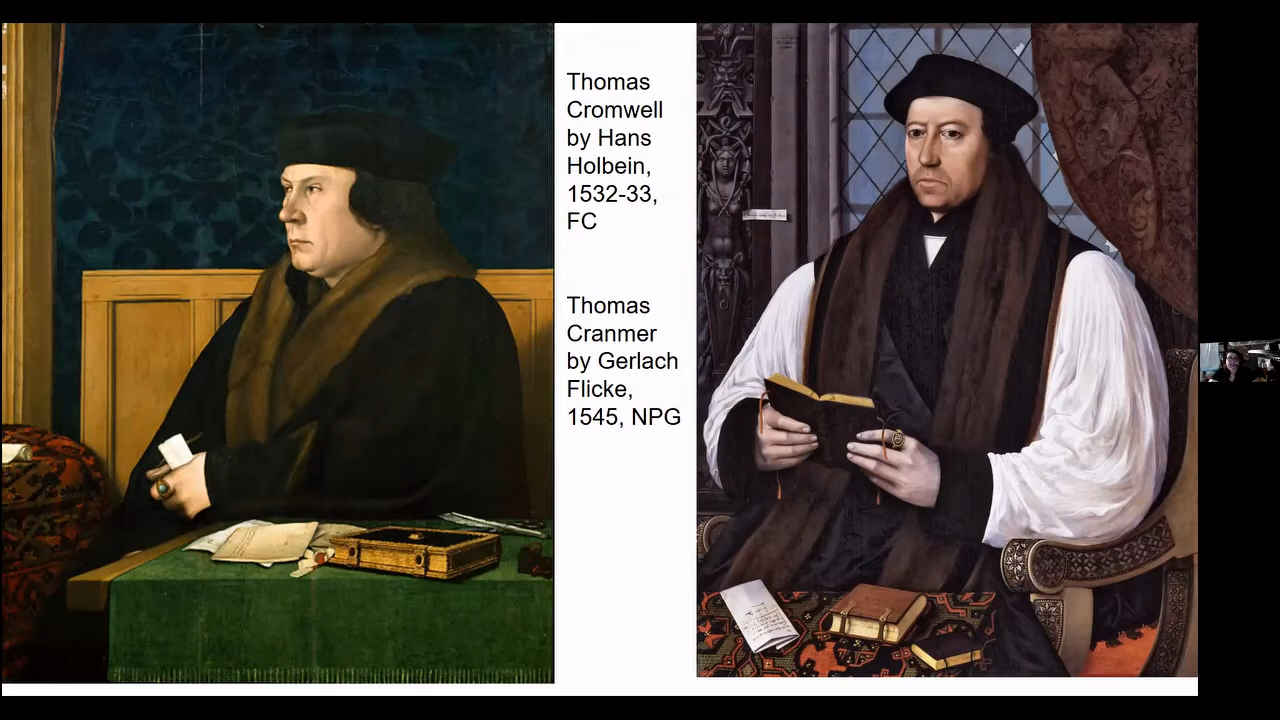 Thomas
Cromwell
by Hans
Holbein,
1532-33,
FC
Thomas
Cranmer
by Gerlach
Flicke,
1545, NPG